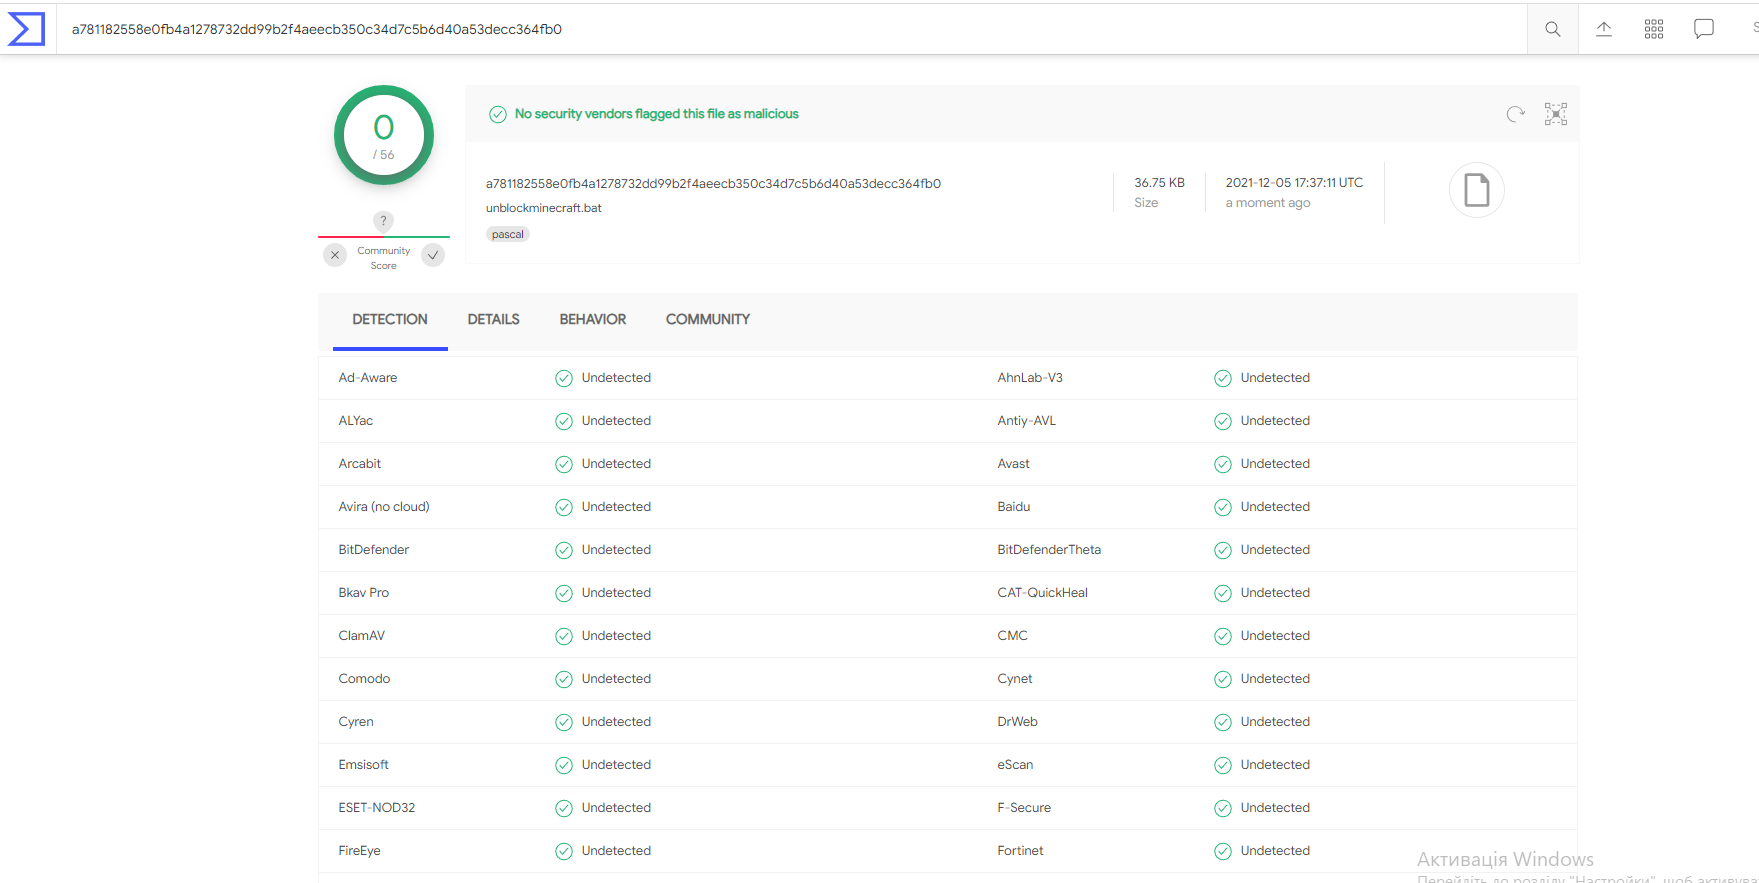 a781182558e0fb4a1278732dd99b2f4aeecb350c34d7c5b6d40a53decc364fb0
0
/ 56
?
Community
Score
No security vendors flagged this file as malicious
a781182558e0fb4a1278732dd99b2f4aeecb350c34d7c5b6d40a53decc364fb0
unblockminecraft.bat
pascal
36.75 KB
Size
2021-12-05 17:37:11 UTC
a moment ago
DETECTION DETAILS BEHAVIOR COMMUNITY
Ad-Aware Undetected AhnLab-V3 Undetected
ALYac Undetected Antiy-AVL Undetected
Arcabit Undetected Avast Undetected
Avira (no cloud) Undetected Baidu Undetected
BitDefender Undetected BitDefenderTheta Undetected
Bkav Pro Undetected CAT-QuickHeal Undetected
ClamAV Undetected CMC Undetected
Comodo Undetected Cynet Undetected
Cyren Undetected DrWeb Undetected
Emsisoft Undetected eScan Undetected
ESET-NOD32 Undetected F-Secure Undetected
FireEye Undetected Fortinet Undetected
Активація Windows
Перейдіть до розділу "Настройки", щоб